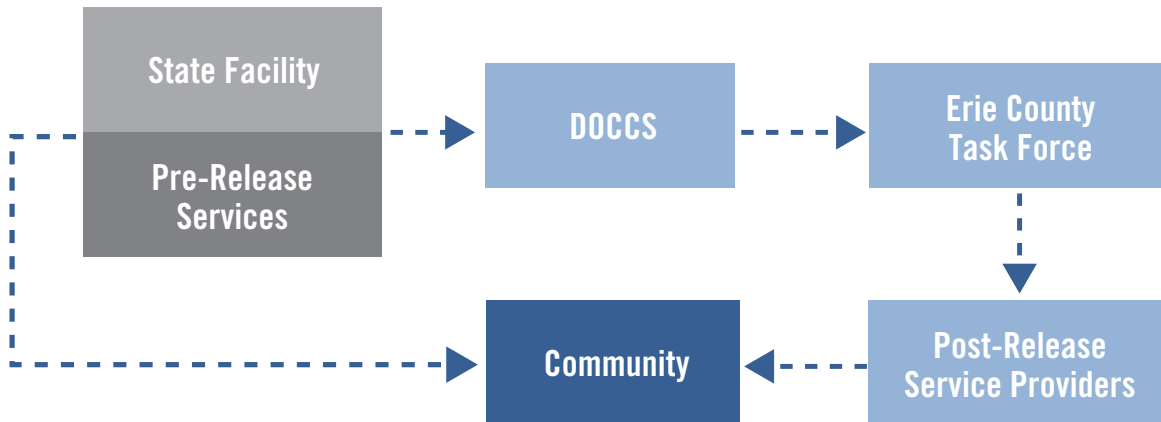 State Facility
Pre-Release
Services
DOCCS
Erie County
Task Force
Community
Post-Release
Service Providers